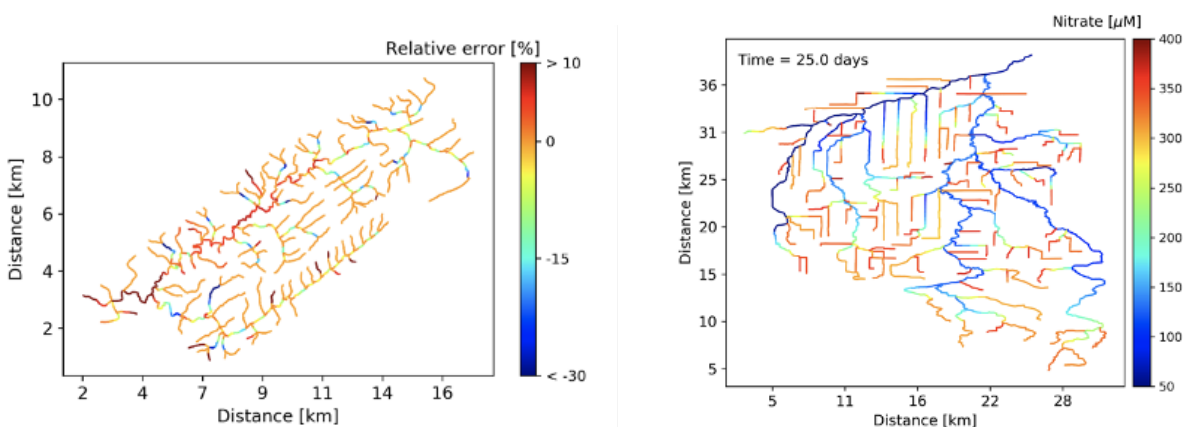 Relative error [%]
> 10
0
-15
< -30
10
8
6
4
2
Distance [km]
2 4 7 9 11 14 16
Distance [km]
Nitrate [µM]
Time = 25.0 days
400
350
300
250
200
150
100
50
36
31
26
20
15
10
5
Distance [km]
5 11 16 22 28
Distance [km]